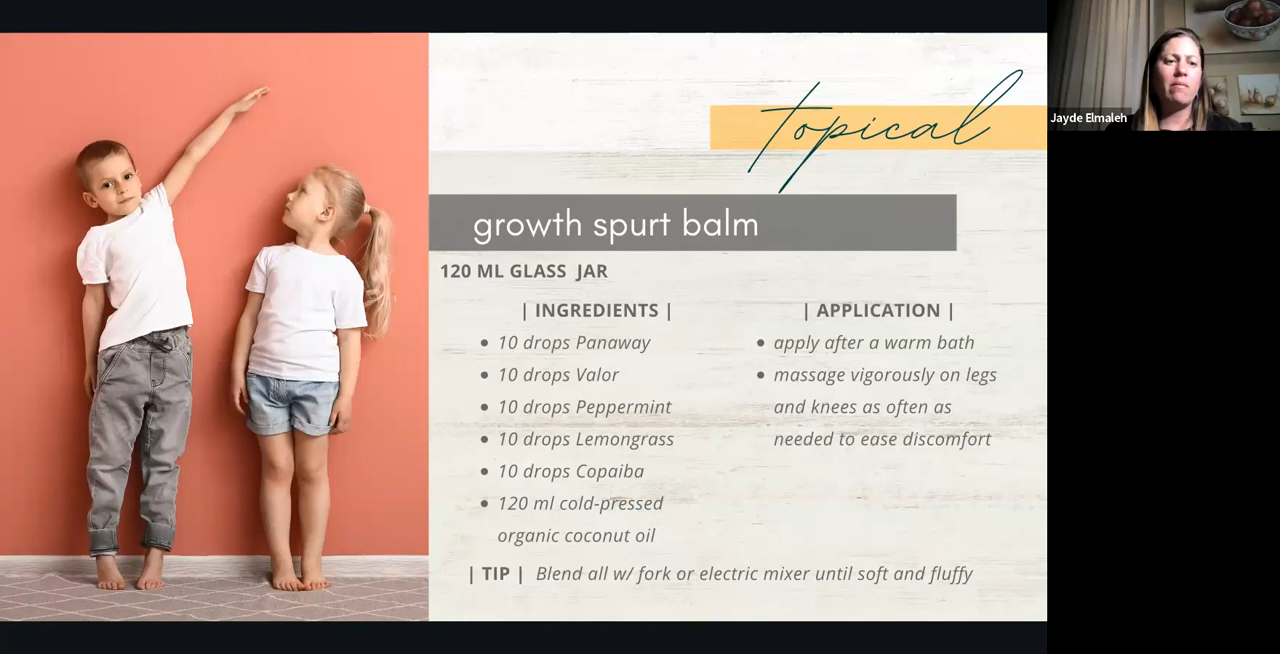 topical
growth spurt balm
120 ML GLASS JAR
| INGREDIENTS |
• 10 drops Panaway
• 10 drops Valor
• 10 drops Peppermint
• 10 drops Lemongrass
• 10 drops Copaiba
• 120 ml cold-pressed
organic coconut oil
| APPLICATION |
• apply after a warm bath
• massage vigorously on legs
and knees as often as
needed to ease discomfort
| TIP | Blend all w/ fork or electric mixer until soft and fluffy
Jayde Elmaleh